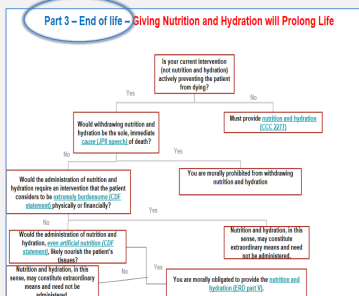 Part 3 – End of life – Giving Nutrition and Hydration will Prolong Life
Is your current intervention
(not nutrition and hydration)
actively preventing the patient
from dying?
Yes
No
Would withdrawing nutrition and
hydration be the sole, immediate
cause (JPII speech) of death?
Must provide nutrition and hydration
(CCC 2277)
No
Yes
Would the administration of nutrition and
hydration require an intervention that the patient
considers to be extremely burdensome (CDF
statement) physically or financially?
You are morally prohibited from withdrawing
nutrition and hydration
No
Yes
Would the administration of nutrition and
hydration, even artificial nutrition (CDF
statement), likely nourish the patient's
tissues?
Nutrition and hydration, in this
sense, may constitute extraordinary
means and need not be
administered
Nutrition and hydration, in this
sense, may constitute
extraordinary means and need
not be administered.
No
Yes
You are morally obligated to provide the nutrition and
hydration (ERD part V).